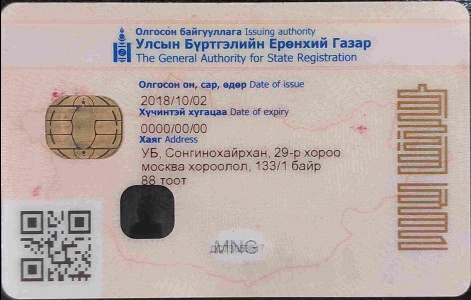 Олгосон байгууллага Issuing authority
Улсын Бүртгэлийн Ерөнхий Газар
The General Authority for State Registration
Олгосон он, сар, өдөр Date of issue
2018/10/02
Хүчинтэй хугацаа Date of expiry
0000/00/00
Хаяг Address
УБ, Сонгинохайрхан, 29-р хороо
москва хороолол, 133/1 байр
88 тоот
MNG